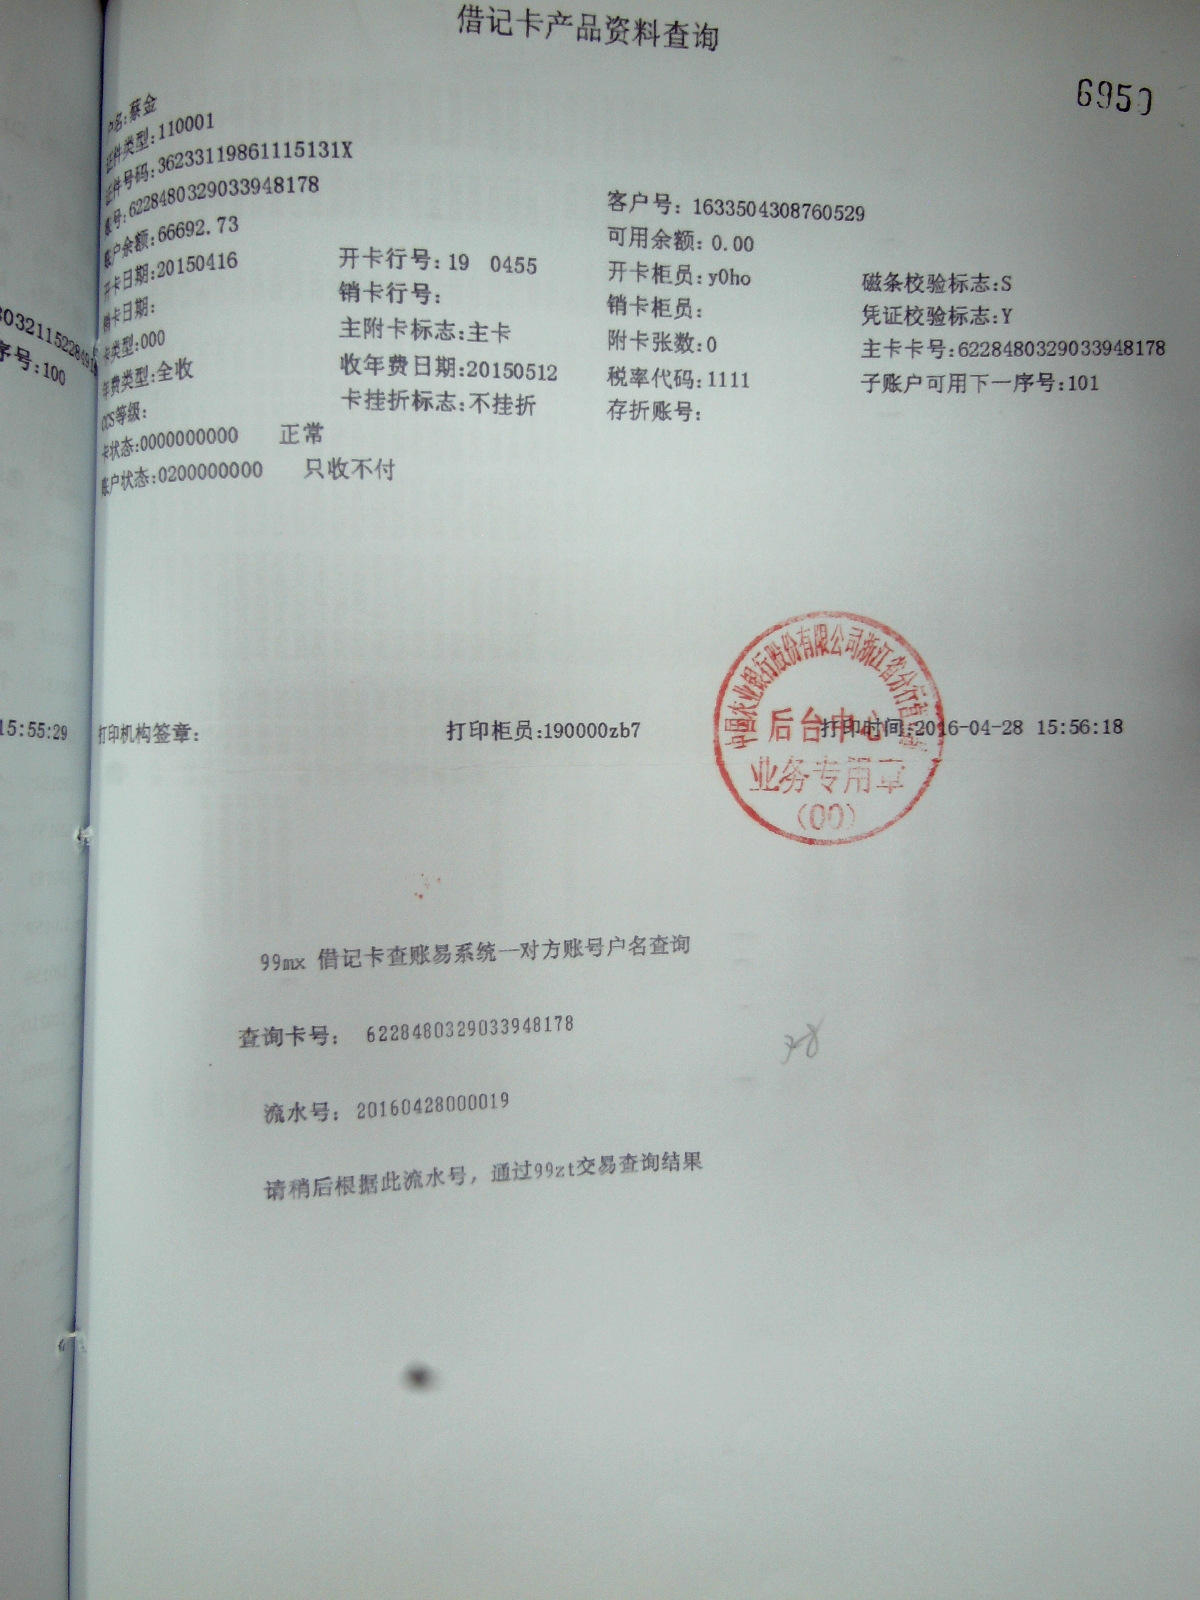 借记卡产品资料查询
6950
户名:蔡金
证件类型:110001
证件号码:36233119861115131X
账号:6228480329033948178
客户号: 1633504308760529
账户余额:66692.73
可用余额: 0.00
开卡日期:20150416 开卡行号:19 0455 开卡柜员:y0ho 磁条校验标志:S
销卡日期: 销卡行号: 销卡柜员: 凭证校验标志:Y
卡类型:000 主附卡标志:主卡 附卡张数:0 主卡卡号:6228480329033948178
年费类型:全收 收年费日期:20150512 税率代码:1111 子账户可用下一序号:101
CCS等级: 卡挂折标志:不挂折 存折账号:
卡状态:0000000000 正常
账户状态:0200000000 只收不付
序号:100
15:55:29
打印机构签章: 打印柜员:190000zb7 打印时间:2016-04-28 15:56:18
中国农业银行股份有限公司浙江省分行
后台中心
业务专用章
(00)
99mx 借记卡查账易系统一对方账号户名查询
查询卡号: 6228480329033948178
流水号: 20160428000019
请稍后根据此流水号, 通过99zt交易查询结果